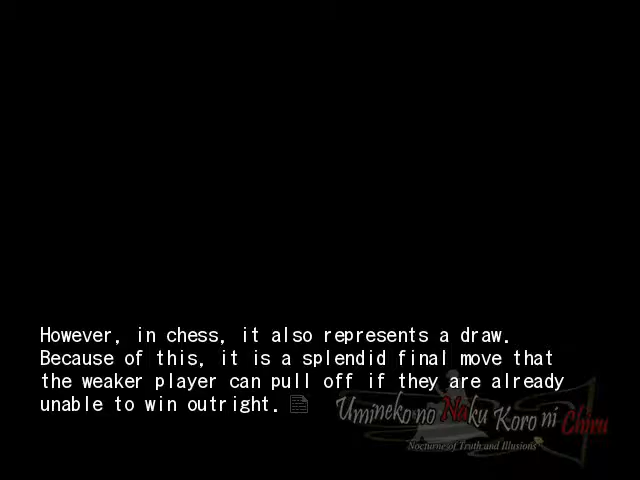 However, in chess, it also represents a draw.
Because of this, it is a splendid final move that
the weaker player can pull off if they are already
unable to win outright.
Umineko no Naku Koro ni Chiru
Nocturne of Truth and Illusions